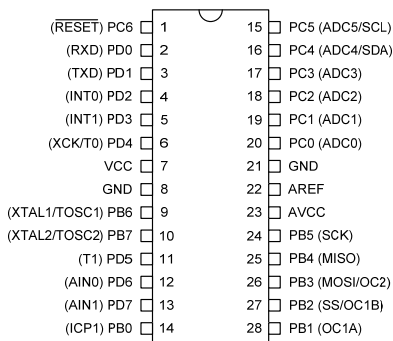 (RESET) PC6 1 15 PC5 (ADC5/SCL)
(RXD) PD0 2 16 PC4 (ADC4/SDA)
(TXD) PD1 3 17 PC3 (ADC3)
(INT0) PD2 4 18 PC2 (ADC2)
(INT1) PD3 5 19 PC1 (ADC1)
(XCK/T0) PD4 6 20 PC0 (ADC0)
VCC 7 21 GND
GND 8 22 AREF
(XTAL1/TOSC1) PB6 9 23 AVCC
(XTAL2/TOSC2) PB7 10 24 PB5 (SCK)
(T1) PD5 11 25 PB4 (MISO)
(AIN0) PD6 12 26 PB3 (MOSI/OC2)
(AIN1) PD7 13 27 PB2 (SS/OC1B)
(ICP1) PB0 14 28 PB1 (OC1A)